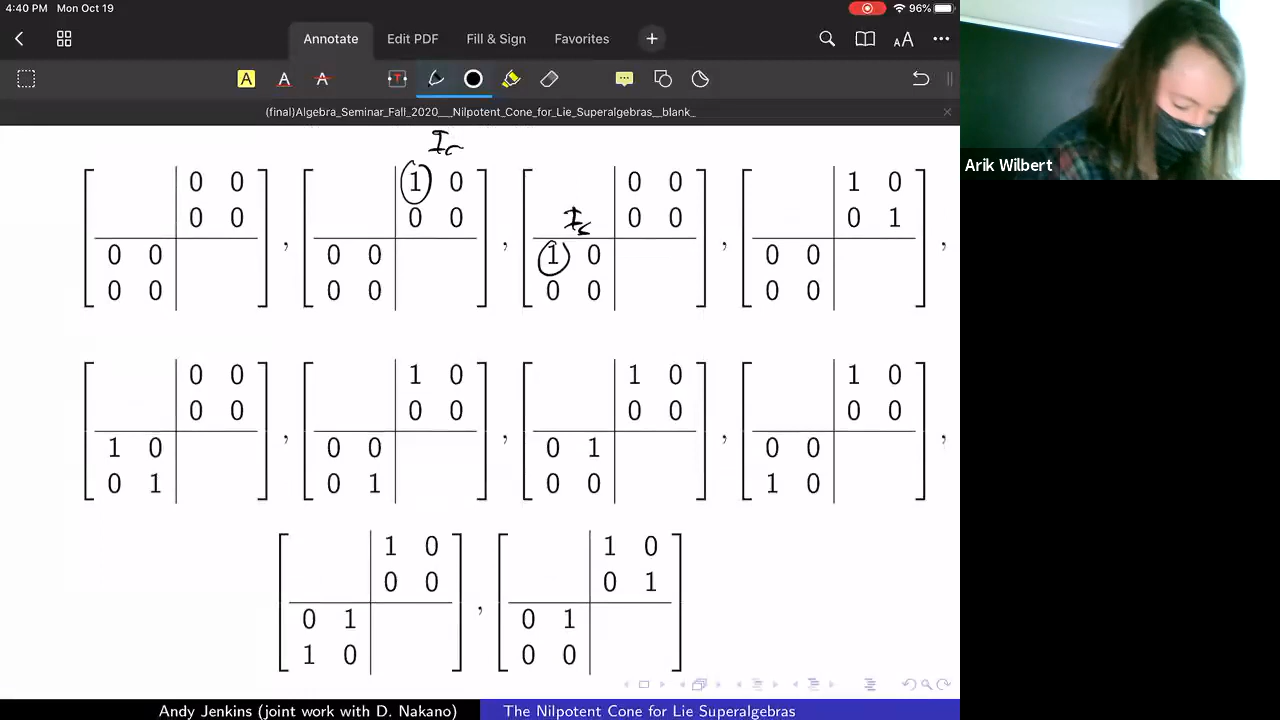 4:40 PM Mon Oct 19
96%
Annotate Edit PDF Fill & Sign Favorites
(final)Algebra_Seminar_Fall_2020___Nilpotent_Cone_for_Lie_Superalgebras__blank_
Arik Wilbert
I_r
0 0 , 1 0 , 0 0 , 1 0
0 0 0 0 0 0 0 1
I_s
0 0 0 0 1 0 0 0
0 0 0 0 0 0 0 0 ,
0 0 , 1 0 , 1 0 , 1 0
0 0 0 0 0 0 0 0
1 0 0 0 0 1 0 0
0 1 0 1 0 0 1 0 ,
1 0 , 1 0
0 0 0 1
0 1 0 1
1 0 0 0
Andy Jenkins (joint work with D. Nakano) The Nilpotent Cone for Lie Superalgebras